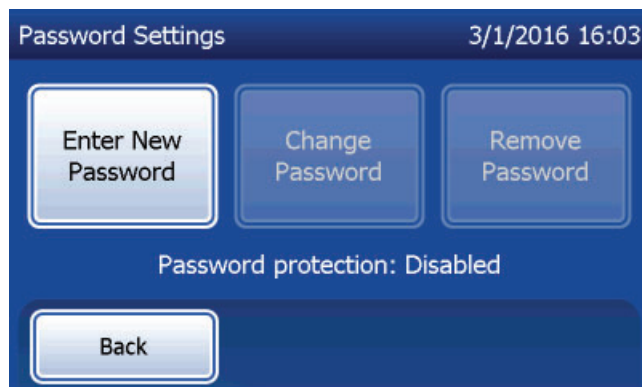 Password Settings 3/1/2016 16:03
Enter New
Password
Change
Password
Remove
Password
Password protection: Disabled
Back